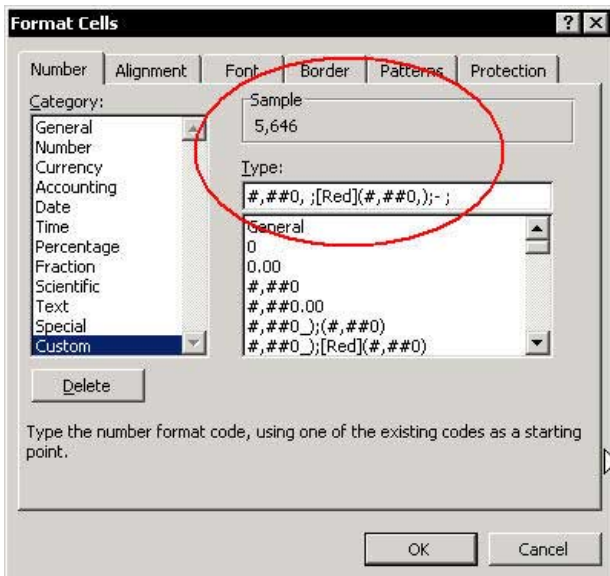 Format Cells
Number Alignment Font Border Patterns Protection
Category:
General
Number
Currency
Accounting
Date
Time
Percentage
Fraction
Scientific
Text
Special
Custom
Sample
5,646
Type:
#,##0, ;[Red](#,##0,);- ;
General
0
0.00
#,##0
#,##0.00
#,##0_);(#,##0)
#,##0_);[Red](#,##0)
Delete
Type the number format code, using one of the existing codes as a starting
point.
OK Cancel